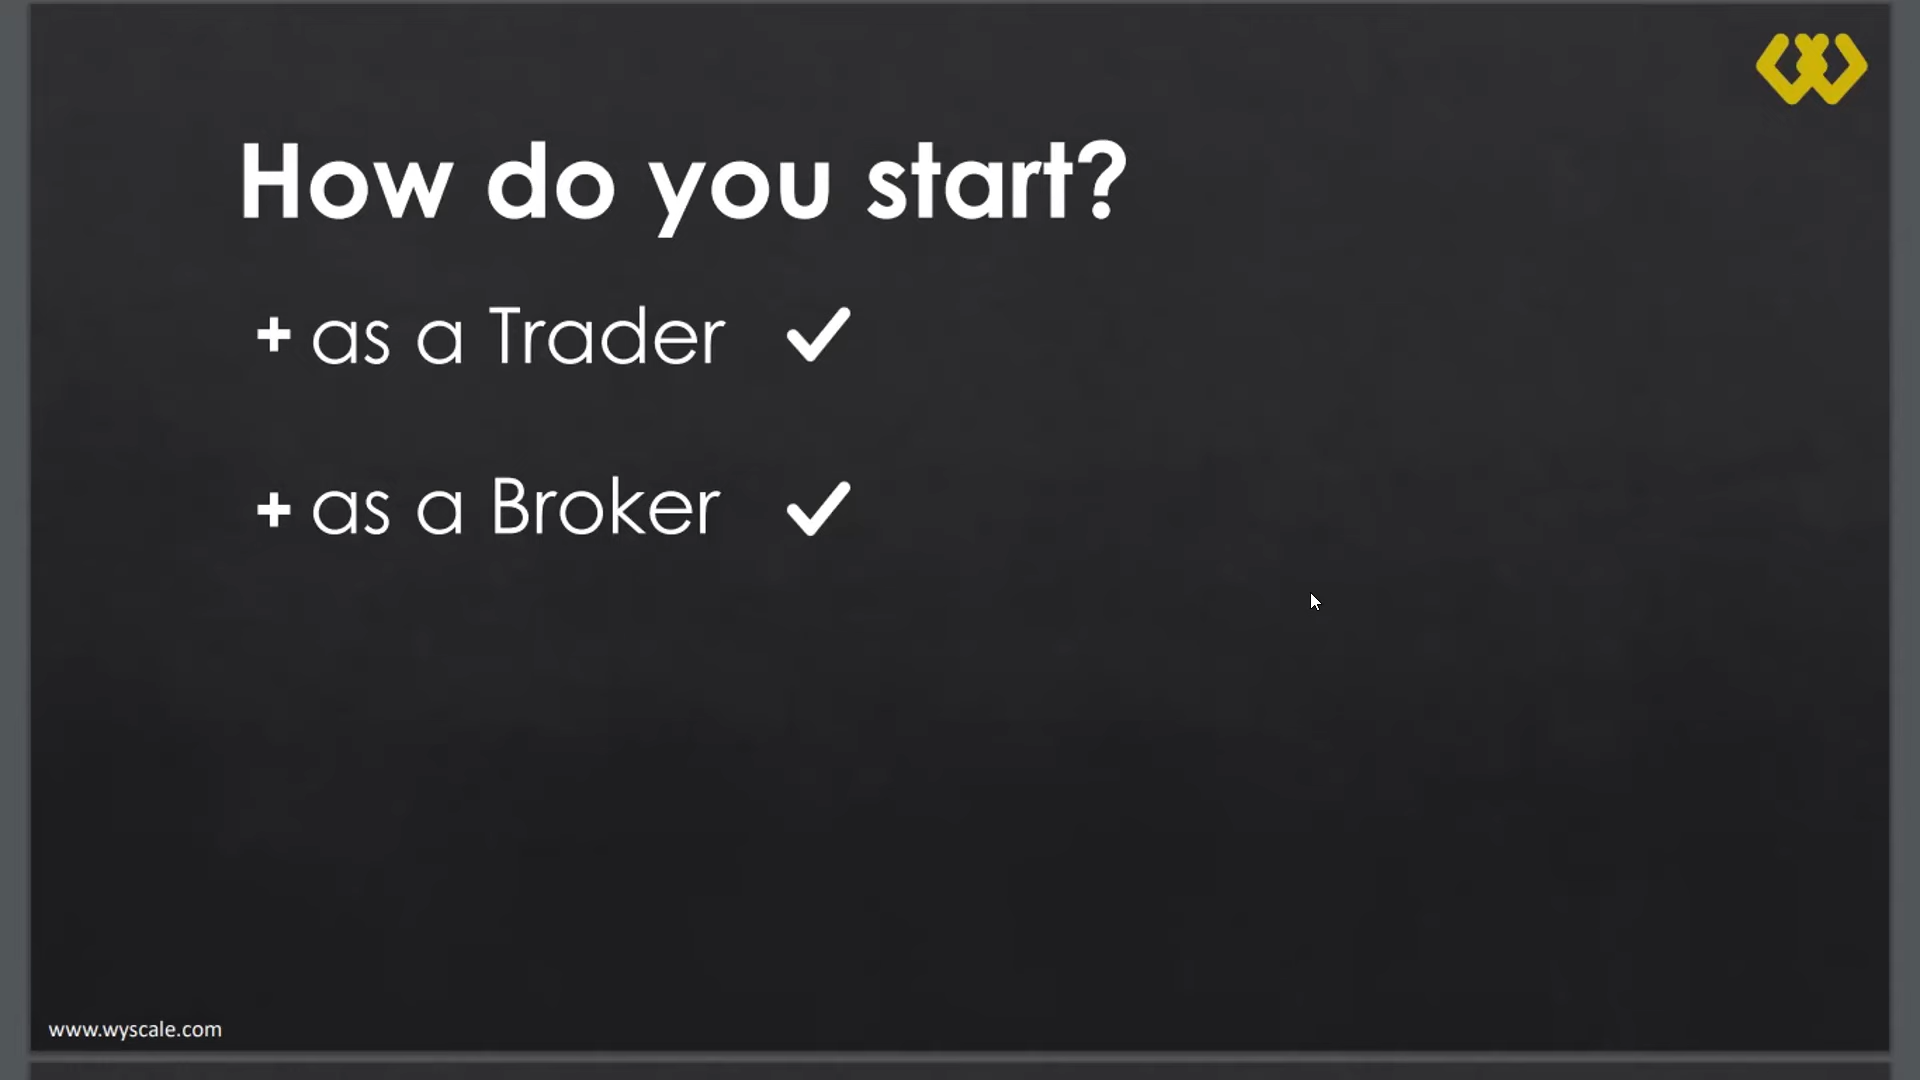 How do you start?
+ as a Trader ✓
+ as a Broker ✓
www.wyscale.com